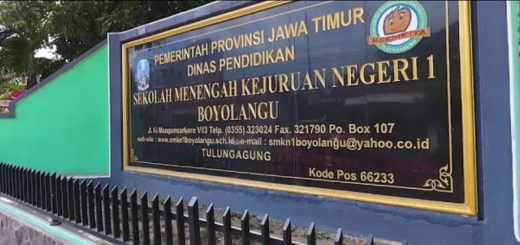 PEMERINTAH PROVINSI JAWA TIMUR
DINAS PENDIDIKAN
SEKOLAH MENENGAH KEJURUAN NEGERI 1
BOYOLANGU
Jl. Ki Mangunsarkoro VI/3 Telp. (0355) 323024 Fax. 321790 Po. Box 107
web-site : www.smkn1boyolangu.sch.id e-mail : smkn1boyolangu@yahoo.co.id
TULUNGAGUNG
Kode Pos 66233
ESEMKITA